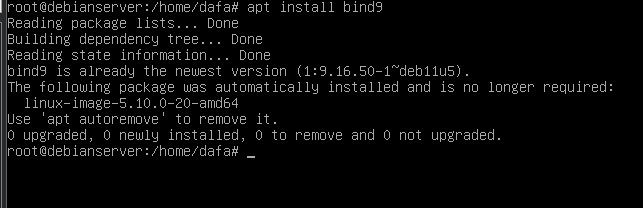 root@debianserver:/home/dafa# apt install bind9
Reading package lists... Done
Building dependency tree... Done
Reading state information... Done
bind9 is already the newest version (1:9.16.50-1~deb11u5).
The following package was automatically installed and is no longer required:
  linux-image-5.10.0-20-amd64
Use 'apt autoremove' to remove it.
0 upgraded, 0 newly installed, 0 to remove and 0 not upgraded.
root@debianserver:/home/dafa# _